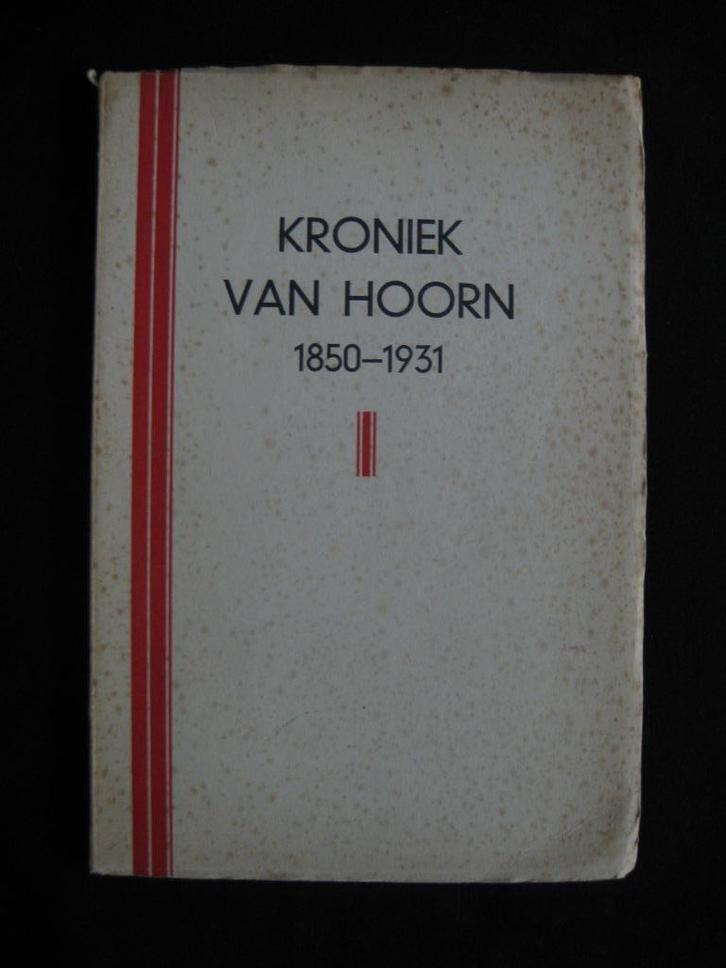 KRONIEK
VAN HOORN
1850–1931